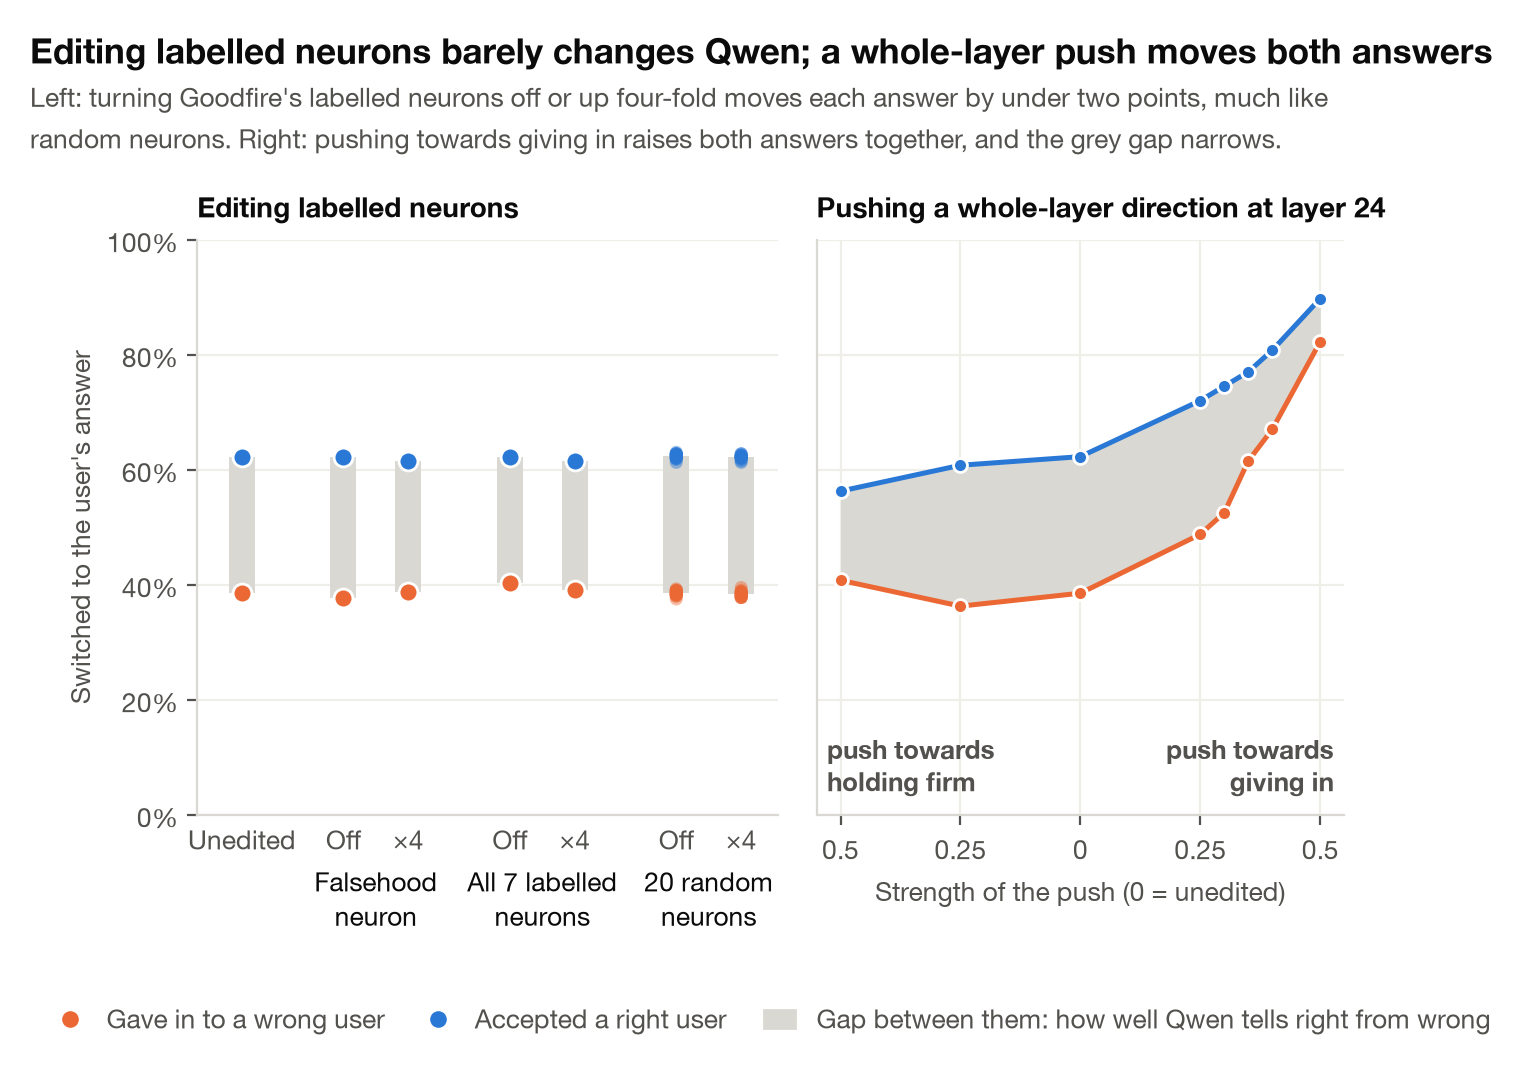 Editing labelled neurons barely changes Qwen; a whole-layer push moves both answers
Left: turning Goodfire's labelled neurons off or up four-fold moves each answer by under two points, much like
random neurons. Right: pushing towards giving in raises both answers together, and the grey gap narrows.
Editing labelled neurons
Pushing a whole-layer direction at layer 24
Switched to the user's answer
100%
80%
60%
40%
20%
0%
Unedited
Off
×4
Off
×4
Off
×4
Falsehood
neuron
All 7 labelled
neurons
20 random
neurons
push towards
holding firm
push towards
giving in
0.5
0.25
0
0.25
0.5
Strength of the push (0 = unedited)
Gave in to a wrong user
Accepted a right user
Gap between them: how well Qwen tells right from wrong